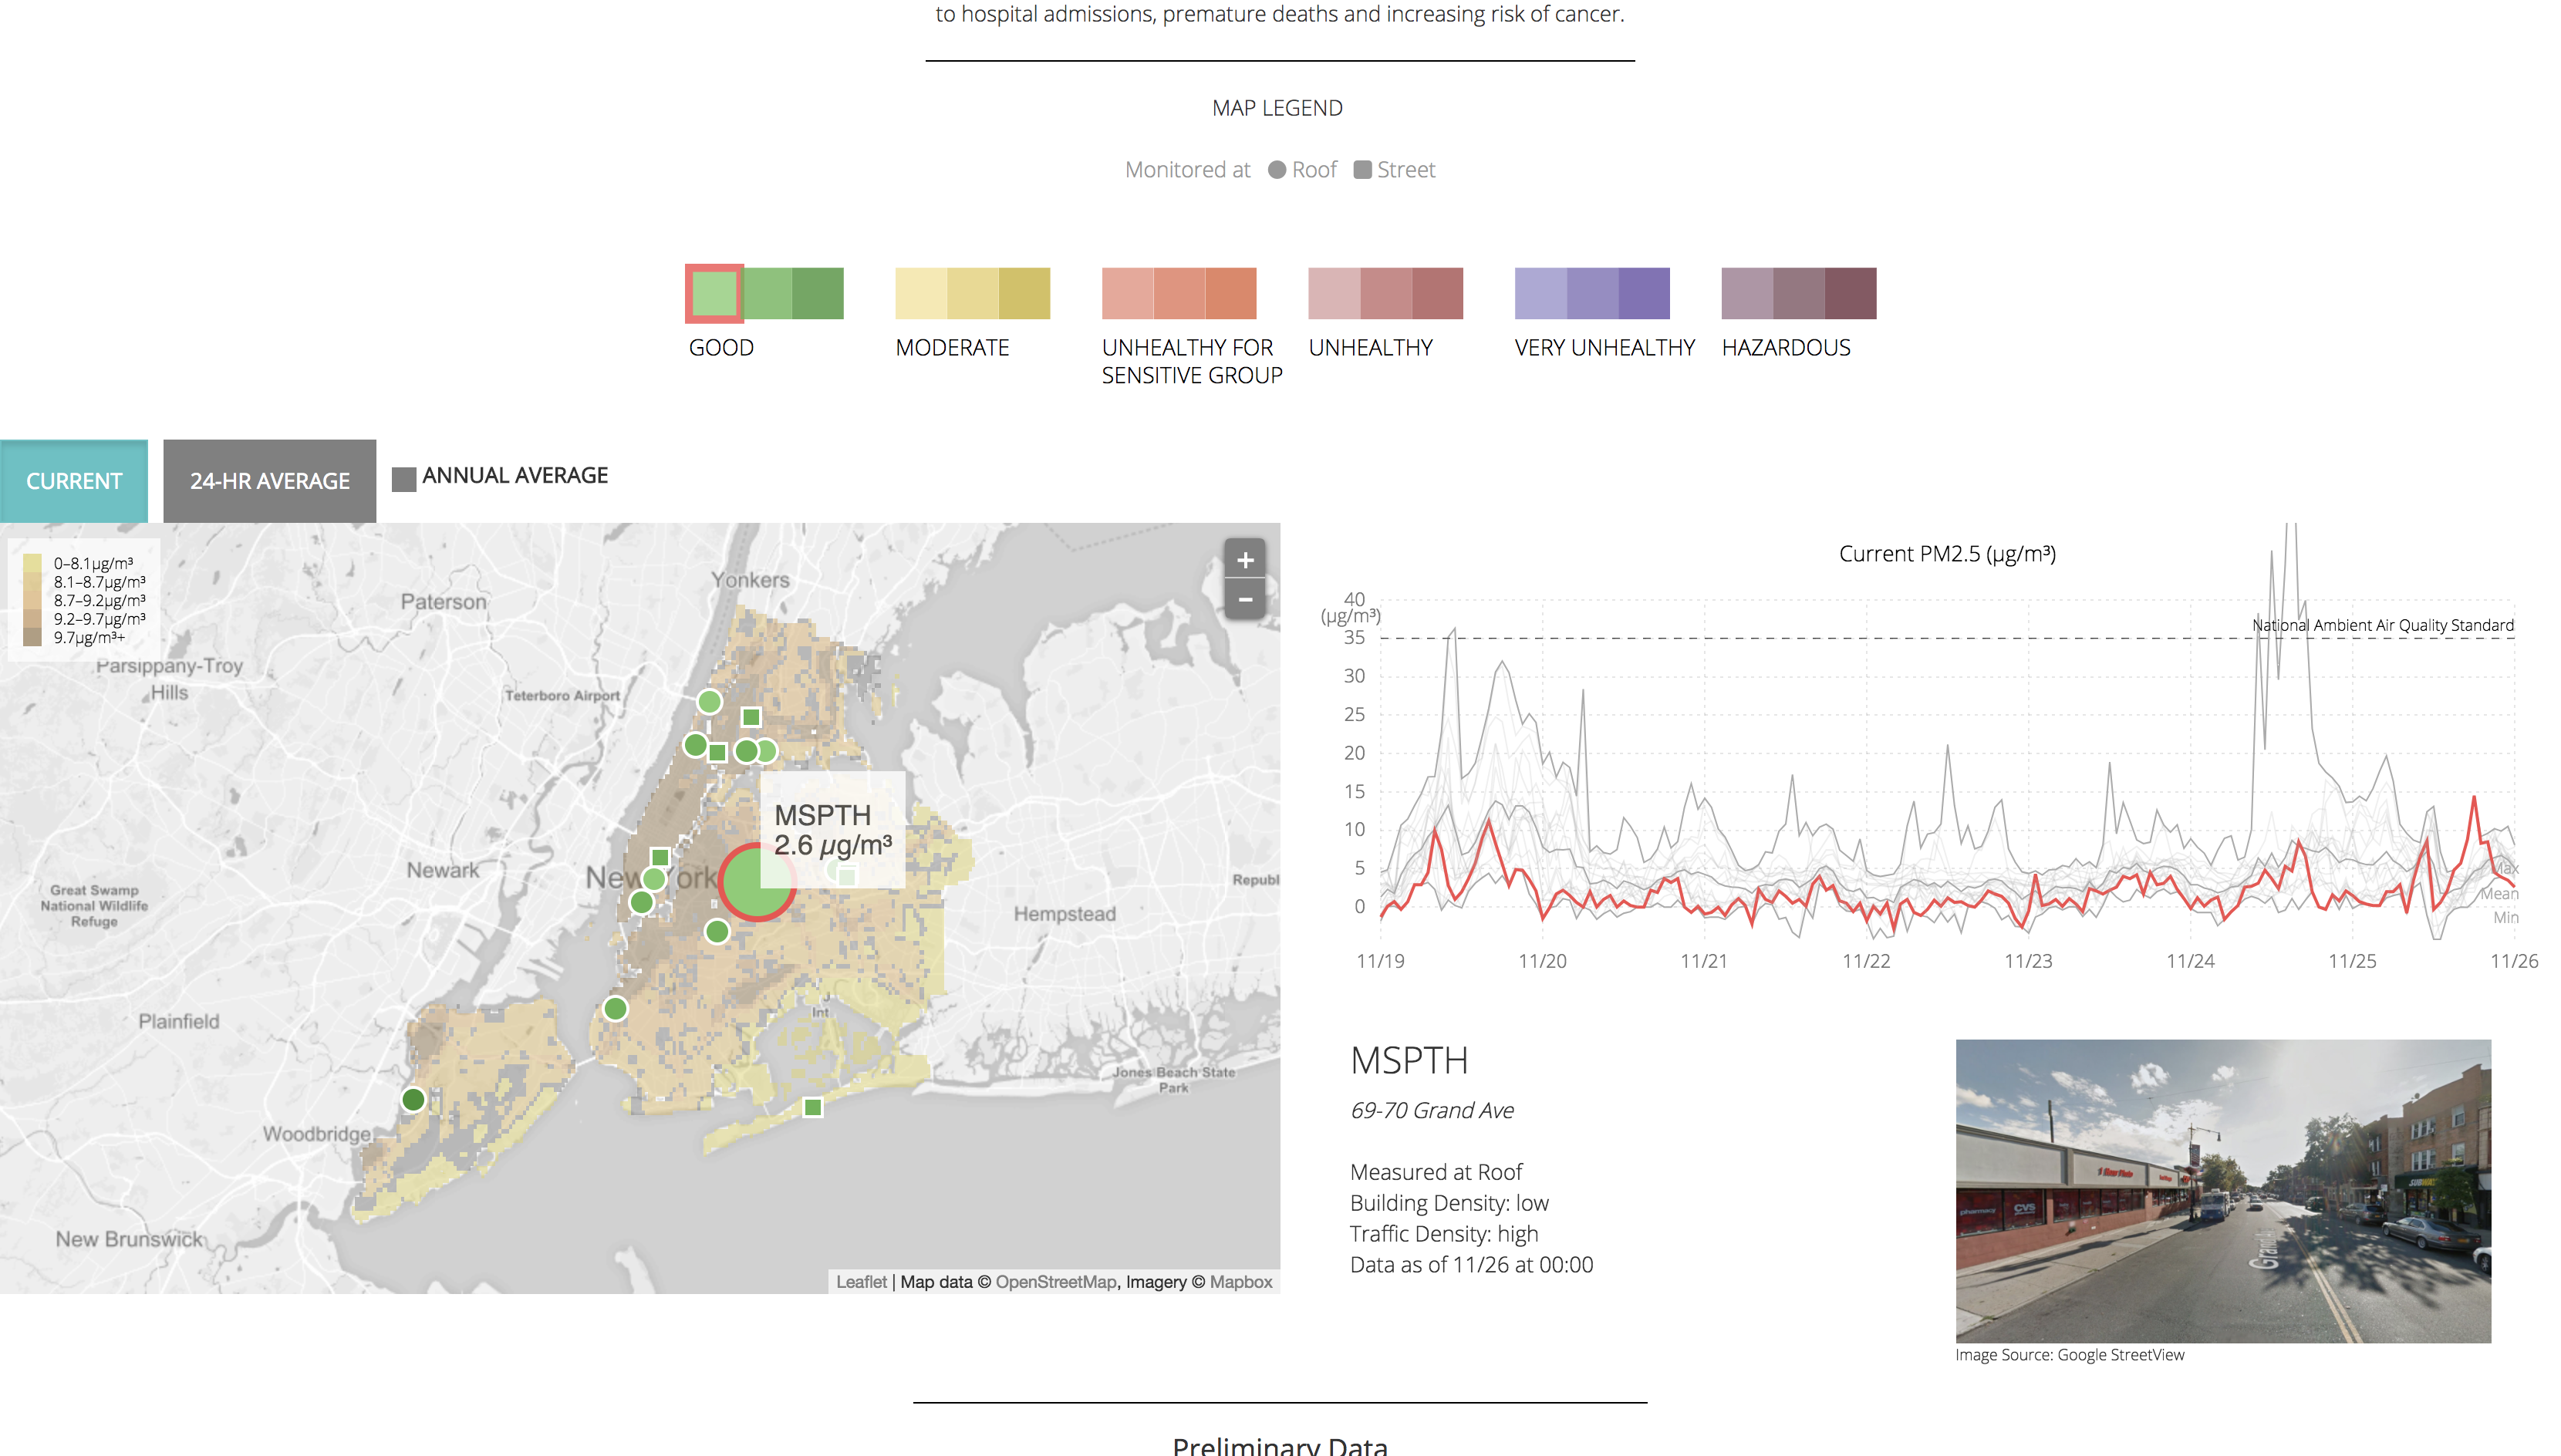 to hospital admissions, premature deaths and increasing risk of cancer.
MAP LEGEND
Monitored at Roof Street
GOOD
MODERATE
UNHEALTHY FOR
SENSITIVE GROUP
UNHEALTHY
VERY UNHEALTHY
HAZARDOUS
CURRENT
24-HR AVERAGE
ANNUAL AVERAGE
0–8.1µg/m³
8.1–8.7µg/m³
8.7–9.2µg/m³
9.2–9.7µg/m³
9.7µg/m³+
+
−
Yonkers
Paterson
Parsippany-Troy
Hills
Teterboro Airport
MSPTH
2.6 µg/m³
Newark
New York
Great Swamp
National Wildlife
Refuge
Republ
Hempstead
Int
Plainfield
Jones Beach State
Park
Woodbridge
New Brunswick
Leaflet | Map data © OpenStreetMap, Imagery © Mapbox
Current PM2.5 (µg/m³)
40
(µg/m³)
35
National Ambient Air Quality Standard
30
25
20
15
10
5
0
Max
Mean
Min
11/19
11/20
11/21
11/22
11/23
11/24
11/25
11/26
MSPTH
69-70 Grand Ave
Measured at Roof
Building Density: low
Traffic Density: high
Data as of 11/26 at 00:00
pharmacy
CVS
SUBWAY
Image Source: Google StreetView
Preliminary Data